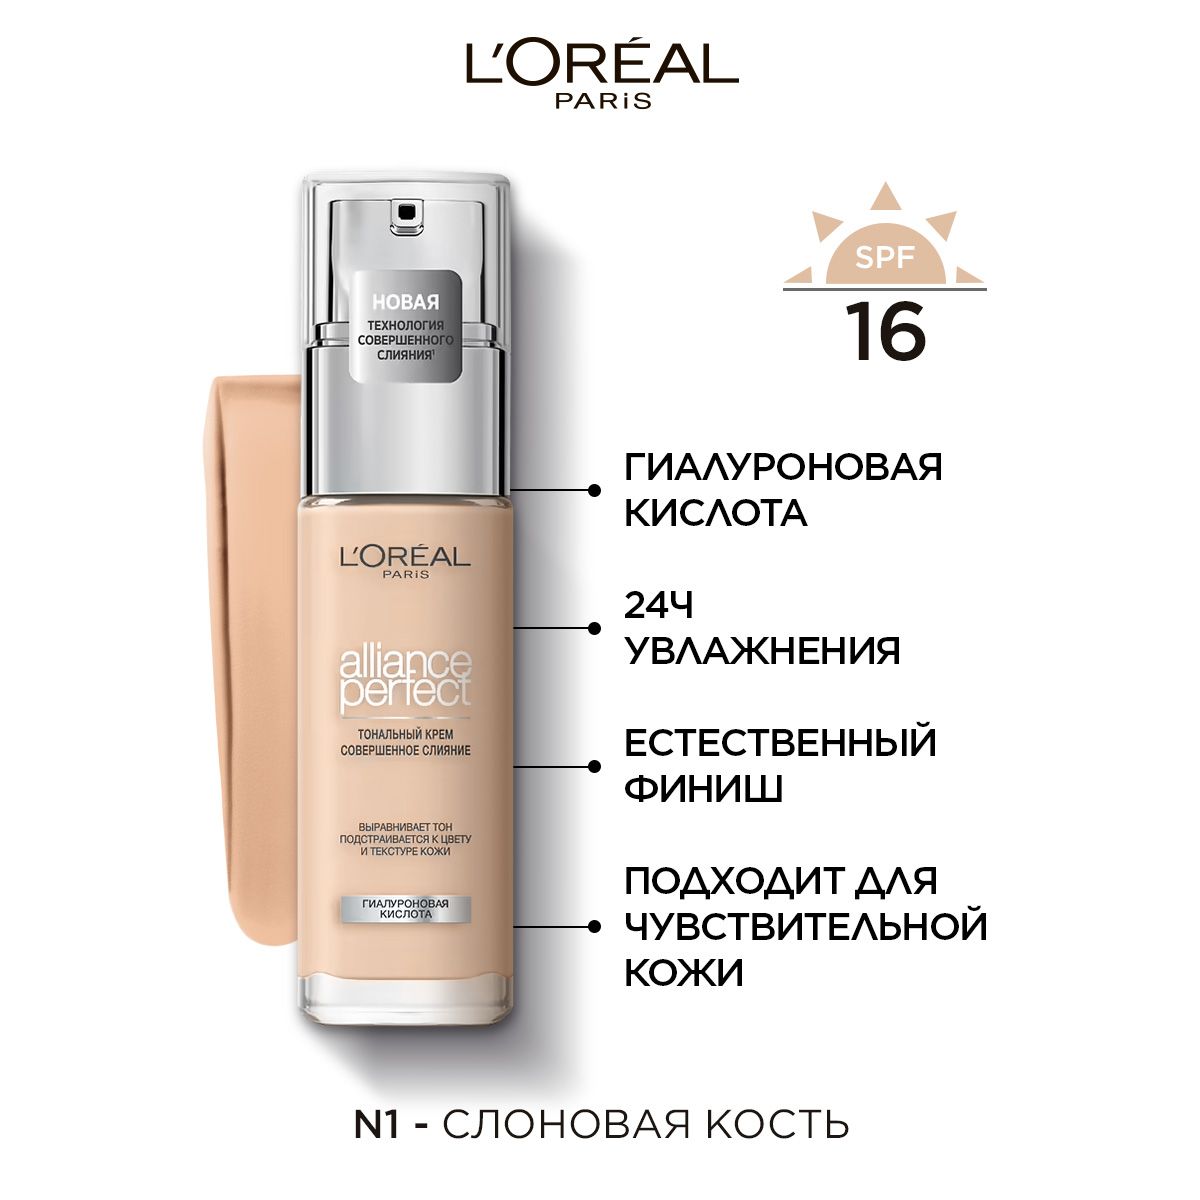 L'ORÉAL
PARiS
SPF
16
НОВАЯ
ТЕХНОЛОГИЯ
СОВЕРШЕННОГО
СЛИЯНИЯ¹
ГИАЛУРОНОВАЯ
КИСЛОТА
24Ч
УВЛАЖНЕНИЯ
ЕСТЕСТВЕННЫЙ
ФИНИШ
ПОДХОДИТ ДЛЯ
ЧУВСТВИТЕЛЬНОЙ
КОЖИ
L'ORÉAL
PARiS
alliance
perfect
ТОНАЛЬНЫЙ КРЕМ
СОВЕРШЕННОЕ СЛИЯНИЕ
ВЫРАВНИВАЕТ ТОН
ПОДСТРАИВАЕТСЯ К ЦВЕТУ
И ТЕКСТУРЕ КОЖИ
ГИАЛУРОНОВАЯ
КИСЛОТА
N1 - СЛОНОВАЯ КОСТЬ